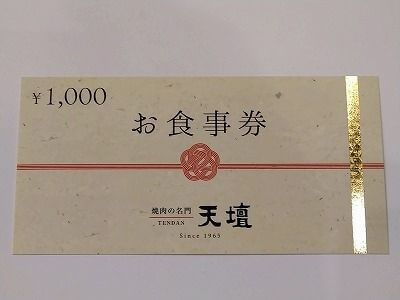 ¥1,000
お食事券
焼肉の名門
天壇
TENDAN
Since 1965